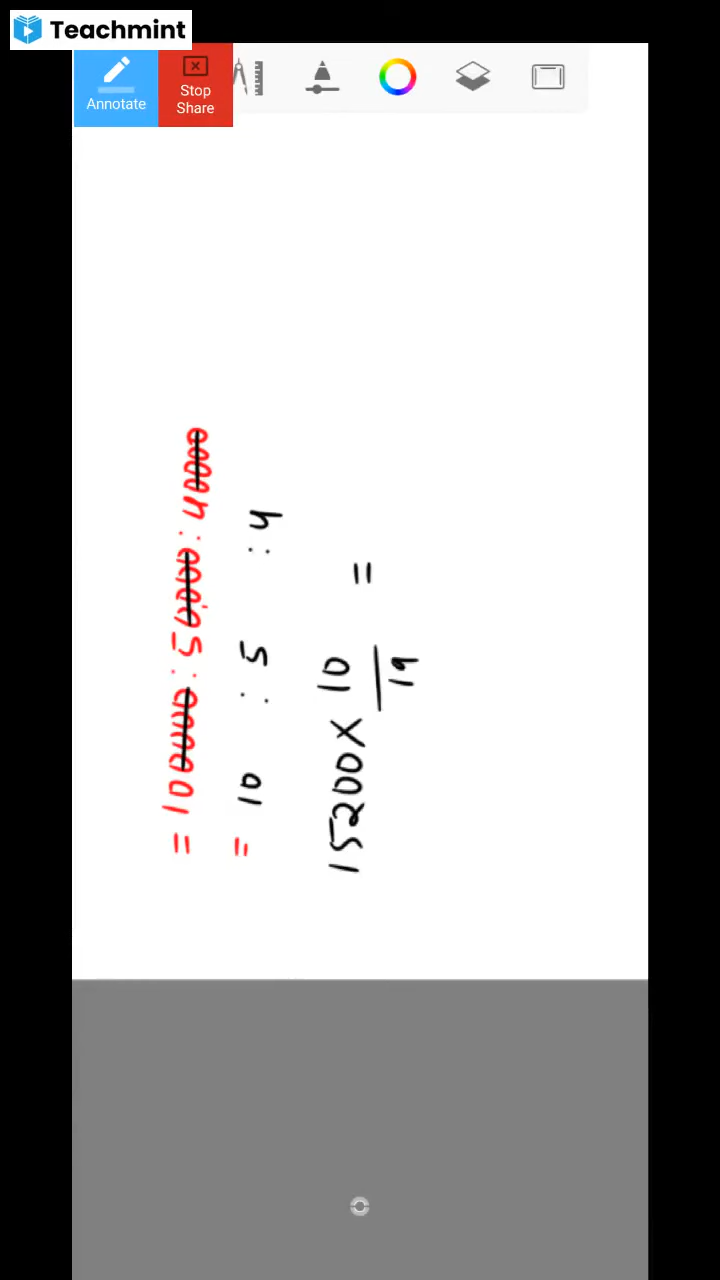 Teachmint
Annotate
Stop
Share
= 100000 : 50000 : 40000
= 10 : 5 : 4
15200 × 10 =
19